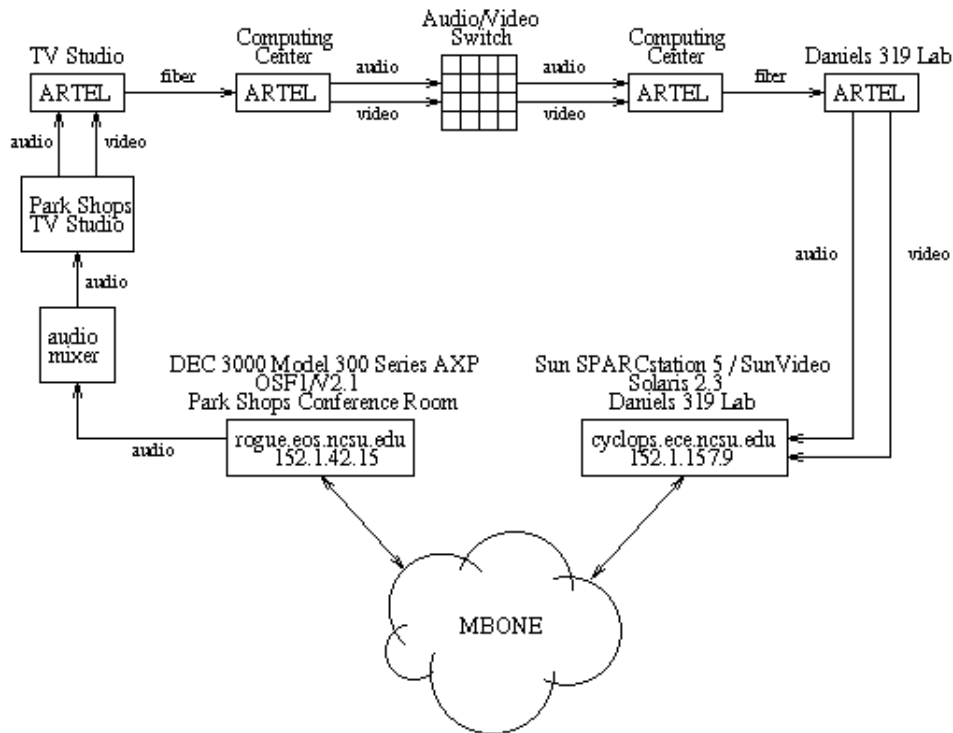 Audio/Video
Switch
Computing
Center
Computing
Center
TV Studio
Daniels 319 Lab
ARTEL
fiber
ARTEL
audio
video
audio
video
ARTEL
fiber
ARTEL
audio
video
Park Shops
TV Studio
audio
video
audio
audio
mixer
DEC 3000 Model 300 Series AXP
OSF1/V2.1
Park Shops Conference Room
Sun SPARCstation 5 / SunVideo
Solaris 2.3
Daniels 319 Lab
audio
rogue.eos.ncsu.edu
152.1.42.15
cyclops.ece.ncsu.edu
152.1.157.9
MBONE